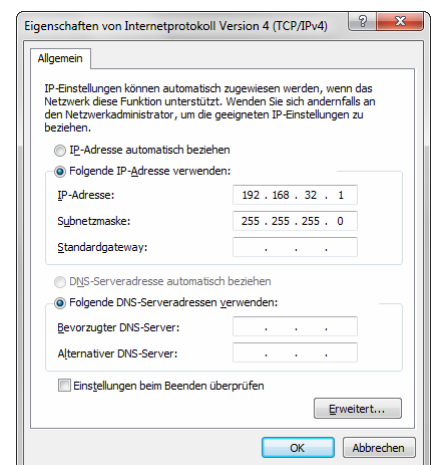 Eigenschaften von Internetprotokoll Version 4 (TCP/IPv4)
Allgemein
IP-Einstellungen können automatisch zugewiesen werden, wenn das
Netzwerk diese Funktion unterstützt. Wenden Sie sich andernfalls an
den Netzwerkadministrator, um die geeigneten IP-Einstellungen zu
beziehen.
IP-Adresse automatisch beziehen
Folgende IP-Adresse verwenden:
IP-Adresse: 192 . 168 . 32 . 1
Subnetzmaske: 255 . 255 . 255 . 0
Standardgateway: . . .
DNS-Serveradresse automatisch beziehen
Folgende DNS-Serveradressen verwenden:
Bevorzugter DNS-Server: . . .
Alternativer DNS-Server: . . .
Einstellungen beim Beenden überprüfen
Erweitert...
OK Abbrechen